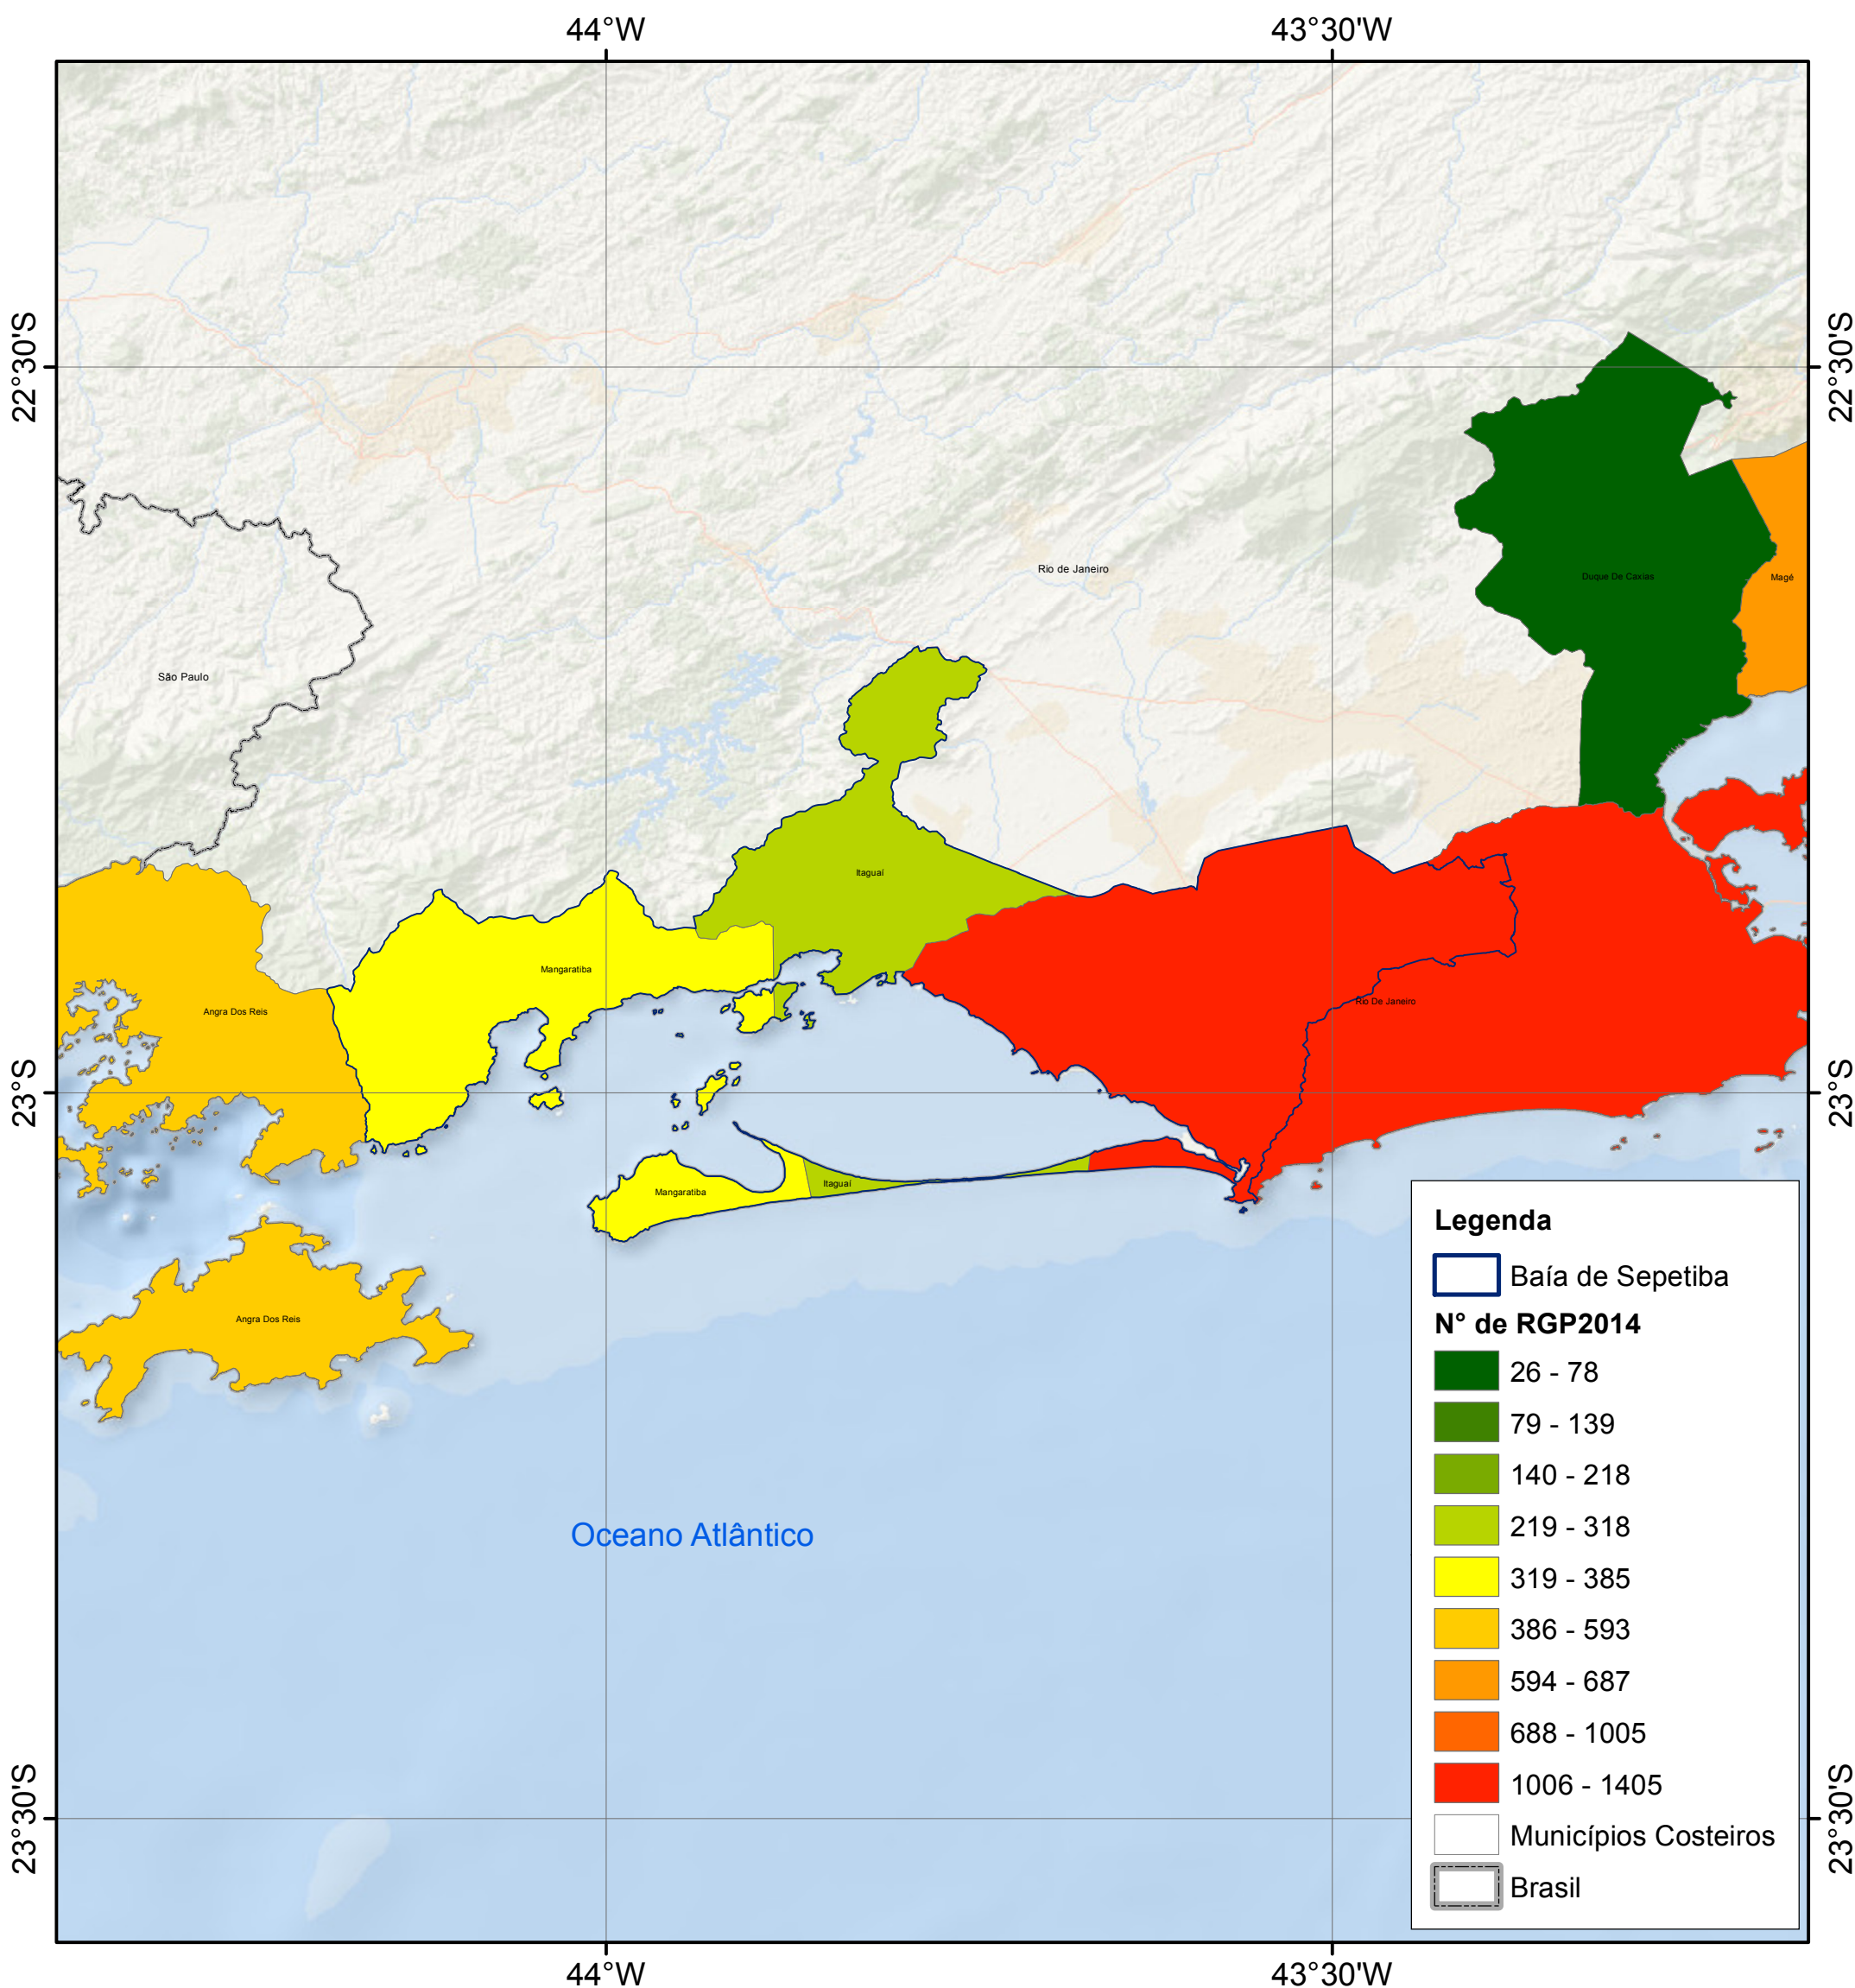 44°W
43°30'W
22°30'S
22°30'S
Rio de Janeiro
Duque De Caxias
Magé
São Paulo
Itaguaí
Mangaratiba
Rio De Janeiro
Angra Dos Reis
23°S
23°S
Itaguaí
Mangaratiba
Angra Dos Reis
Oceano Atlântico
Legenda
Baía de Sepetiba
N° de RGP2014
26 - 78
79 - 139
140 - 218
219 - 318
319 - 385
386 - 593
594 - 687
688 - 1005
1006 - 1405
Municípios Costeiros
Brasil
23°30'S
23°30'S
44°W
43°30'W